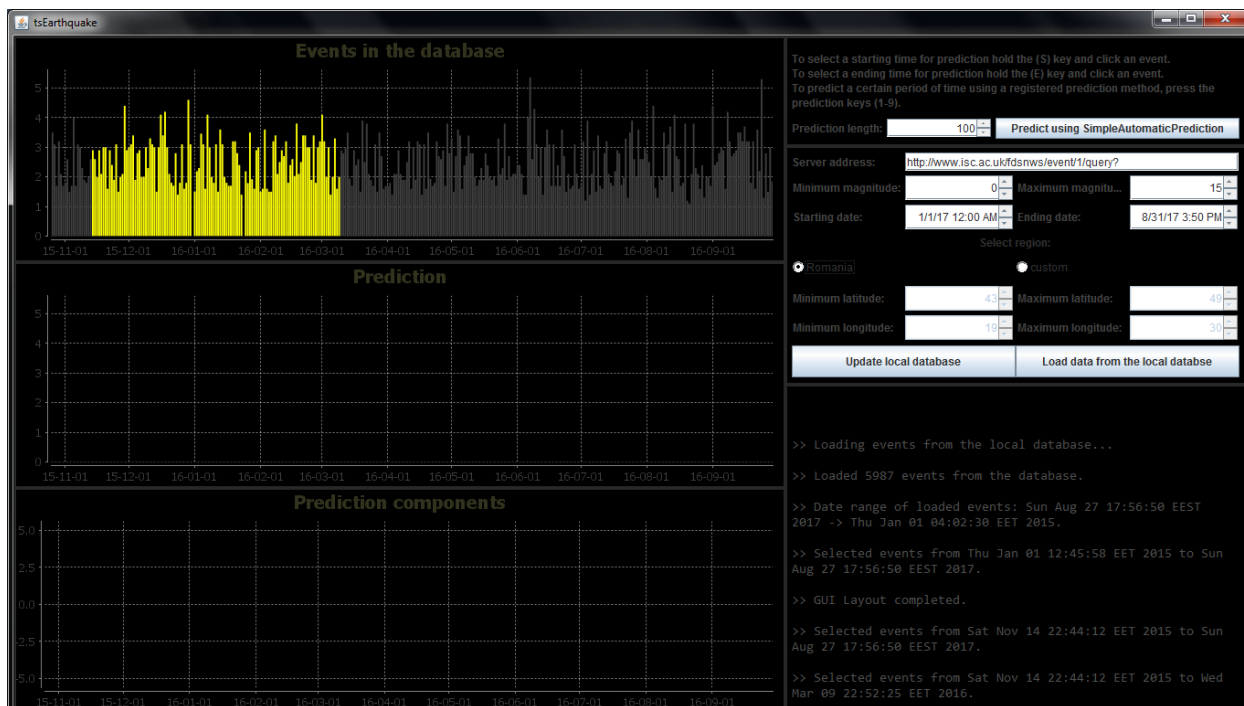 tsEarthquake
Events in the database
5
4
3
2
1
0
15-11-01 15-12-01 16-01-01 16-02-01 16-03-01 16-04-01 16-05-01 16-06-01 16-07-01 16-08-01 16-09-01
Prediction
5
4
3
2
1
0
15-11-01 15-12-01 16-01-01 16-02-01 16-03-01 16-04-01 16-05-01 16-06-01 16-07-01 16-08-01 16-09-01
Prediction components
5.0
2.5
0.0
-2.5
-5.0
15-11-01 15-12-01 16-01-01 16-02-01 16-03-01 16-04-01 16-05-01 16-06-01 16-07-01 16-08-01 16-09-01
To select a starting time for prediction hold the (S) key and click an event.
To select a ending time for prediction hold the (E) key and click an event.
To predict a certain period of time using a registered prediction method, press the
prediction keys (1-9).
Prediction length: 100 Predict using SimpleAutomaticPrediction
Server address: http://www.isc.ac.uk/fdsnws/event/1/query?
Minimum magnitude: 0 Maximum magnitu... 15
Starting date: 1/1/17 12:00 AM Ending date: 8/31/17 3:50 PM
Select region:
Romania custom
Minimum latitude: 43 Maximum latitude: 49
Minimum longitude: 19 Maximum longitude: 30
Update local database Load data from the local databse
>> Loading events from the local database...
>> Loaded 5987 events from the database.
>> Date range of loaded events: Sun Aug 27 17:56:50 EEST
2017 -> Thu Jan 01 04:02:30 EET 2015.
>> Selected events from Thu Jan 01 12:45:58 EET 2015 to Sun
Aug 27 17:56:50 EEST 2017.
>> GUI Layout completed.
>> Selected events from Sat Nov 14 22:44:12 EET 2015 to Sun
Aug 27 17:56:50 EEST 2017.
>> Selected events from Sat Nov 14 22:44:12 EET 2015 to Wed
Mar 09 22:52:25 EET 2016.